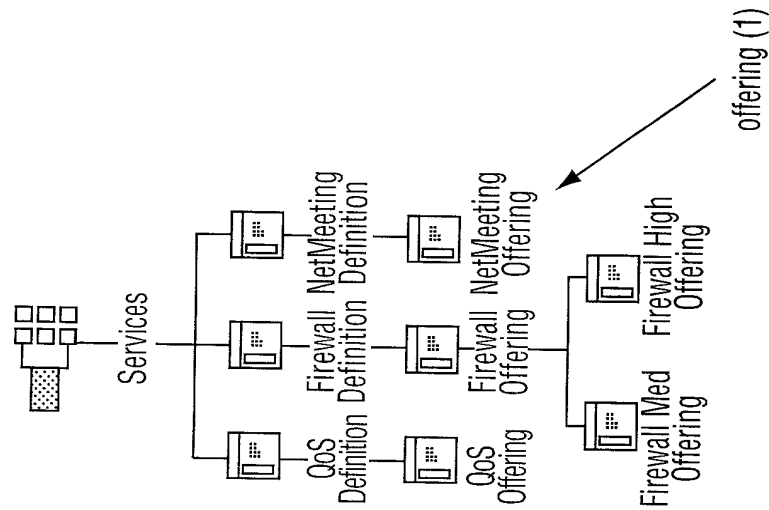 Services
QoS
Definition
Firewall
Definition
NetMeeting
Definition
QoS
Offering
Firewall
Offering
NetMeeting
Offering
Firewall Med
Offering
Firewall High
Offering
offering (1)